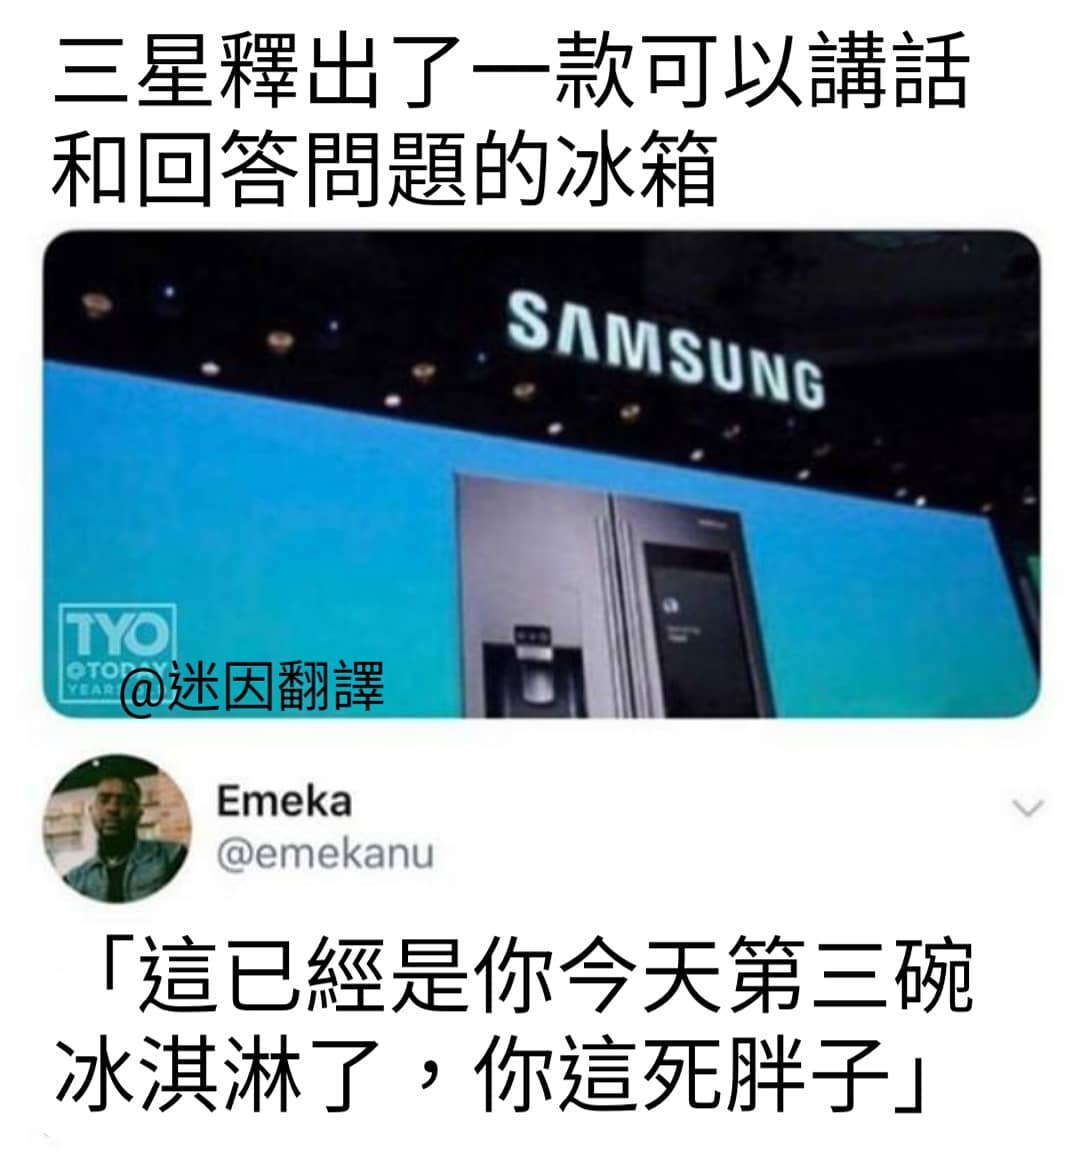 三星釋出了一款可以講話
和回答問題的冰箱
SAMSUNG
TYO
@TODAY
YEARS
@迷因翻譯
Emeka
@emekanu
「這已經是你今天第三碗
冰淇淋了，你這死胖子」